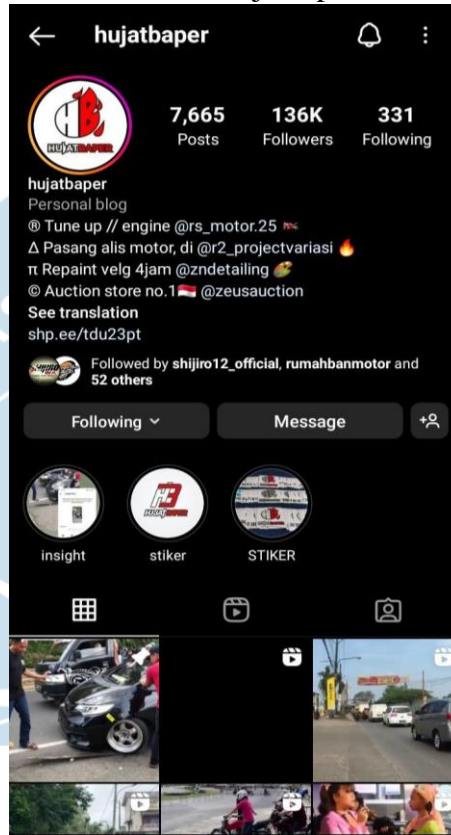 hujatbaper
HB
HUJATBAPER
7,665 136K 331
Posts Followers Following
hujatbaper
Personal blog
® Tune up // engine @rs_motor.25
Δ Pasang alis motor, di @r2_projectvariasi 🔥
π Repaint velg 4jam @zndetailing 🎨
© Auction store no.1🇮🇩 @zeusauction
See translation
shp.ee/tdu23pt
Followed by shijiro12_official, rumahbanmotor and
52 others
Following Message
insight stiker STIKER